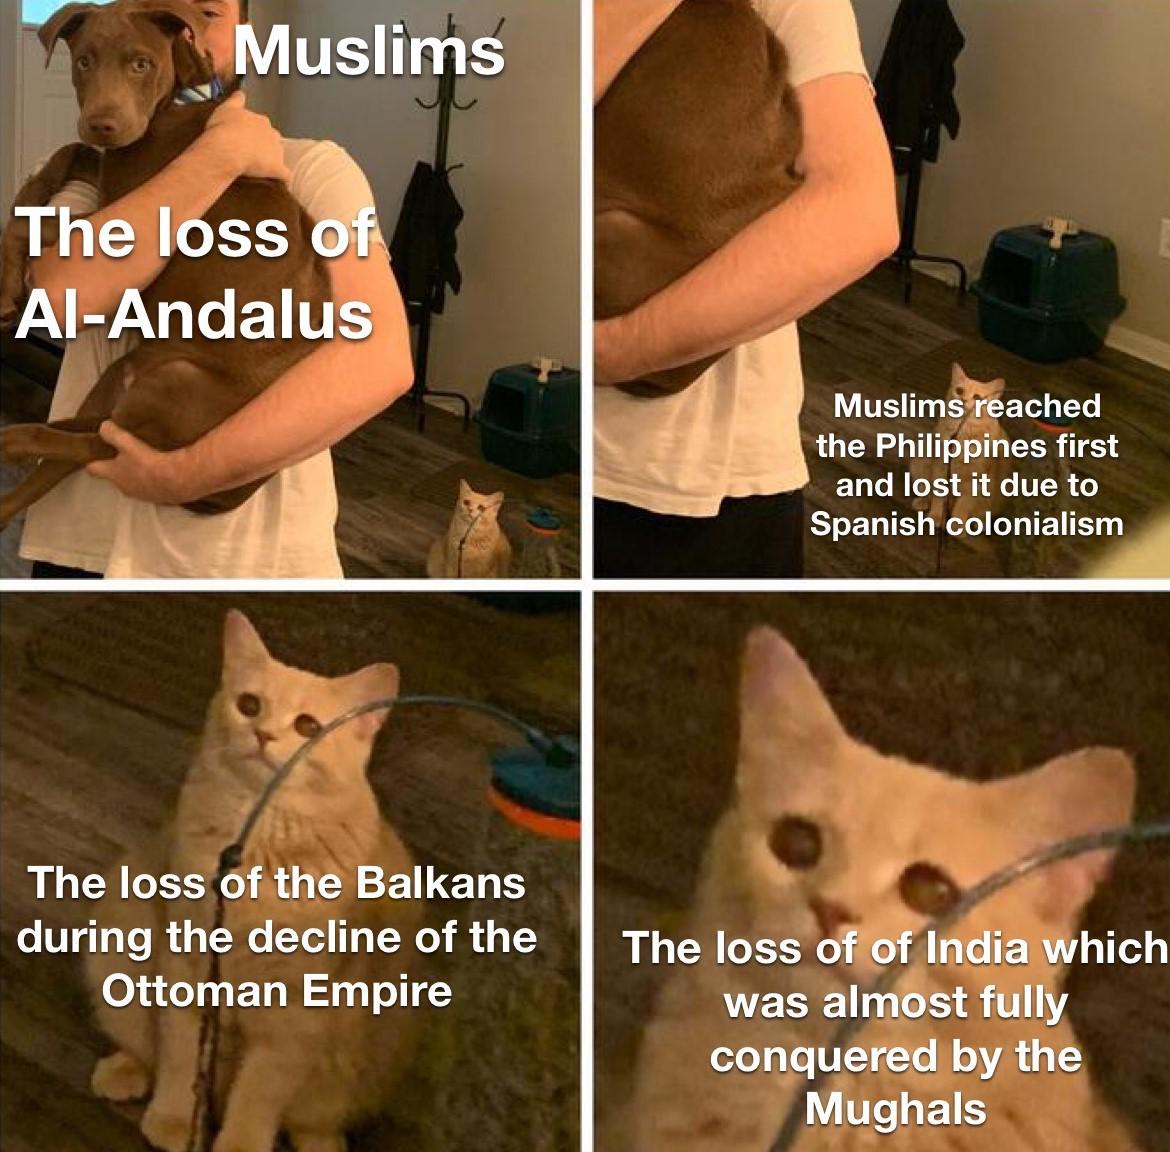 Muslims
The loss of
Al-Andalus
Muslims reached
the Philippines first
and lost it due to
Spanish colonialism
The loss of the Balkans
during the decline of the
Ottoman Empire
The loss of of India which
was almost fully
conquered by the
Mughals